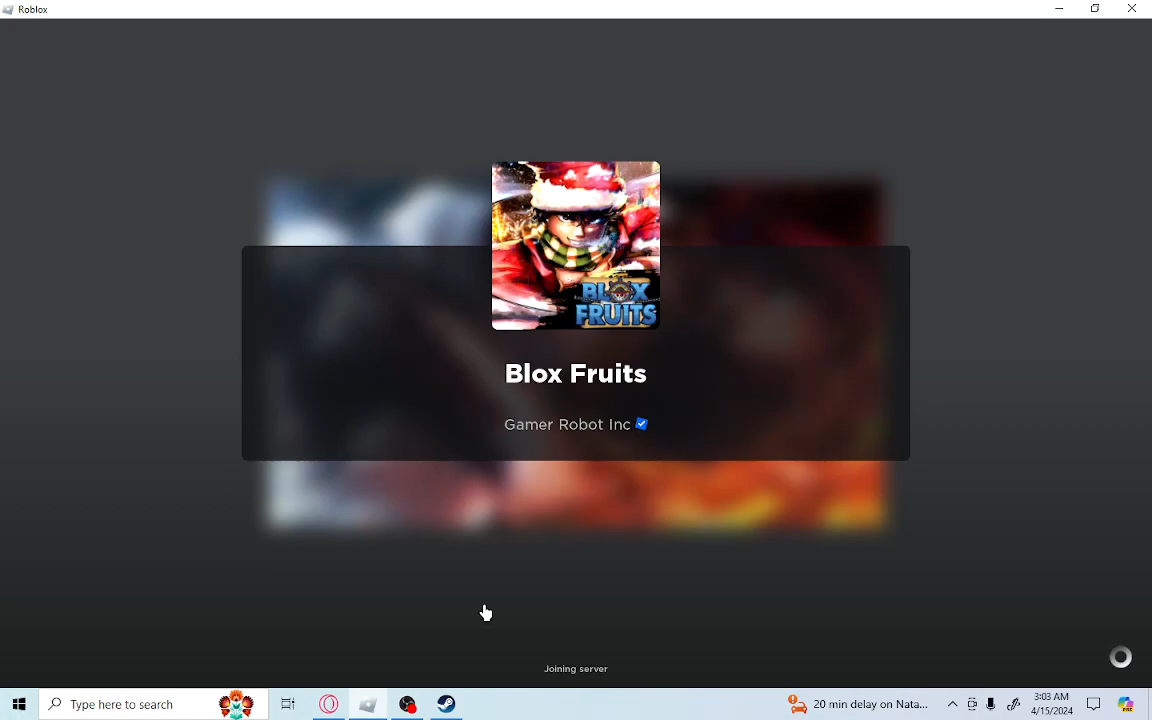 Roblox
BLOX
FRUITS
Blox Fruits
Gamer Robot Inc
Joining server
Type here to search
20 min delay on Nata...
3:03 AM
4/15/2024
PRE